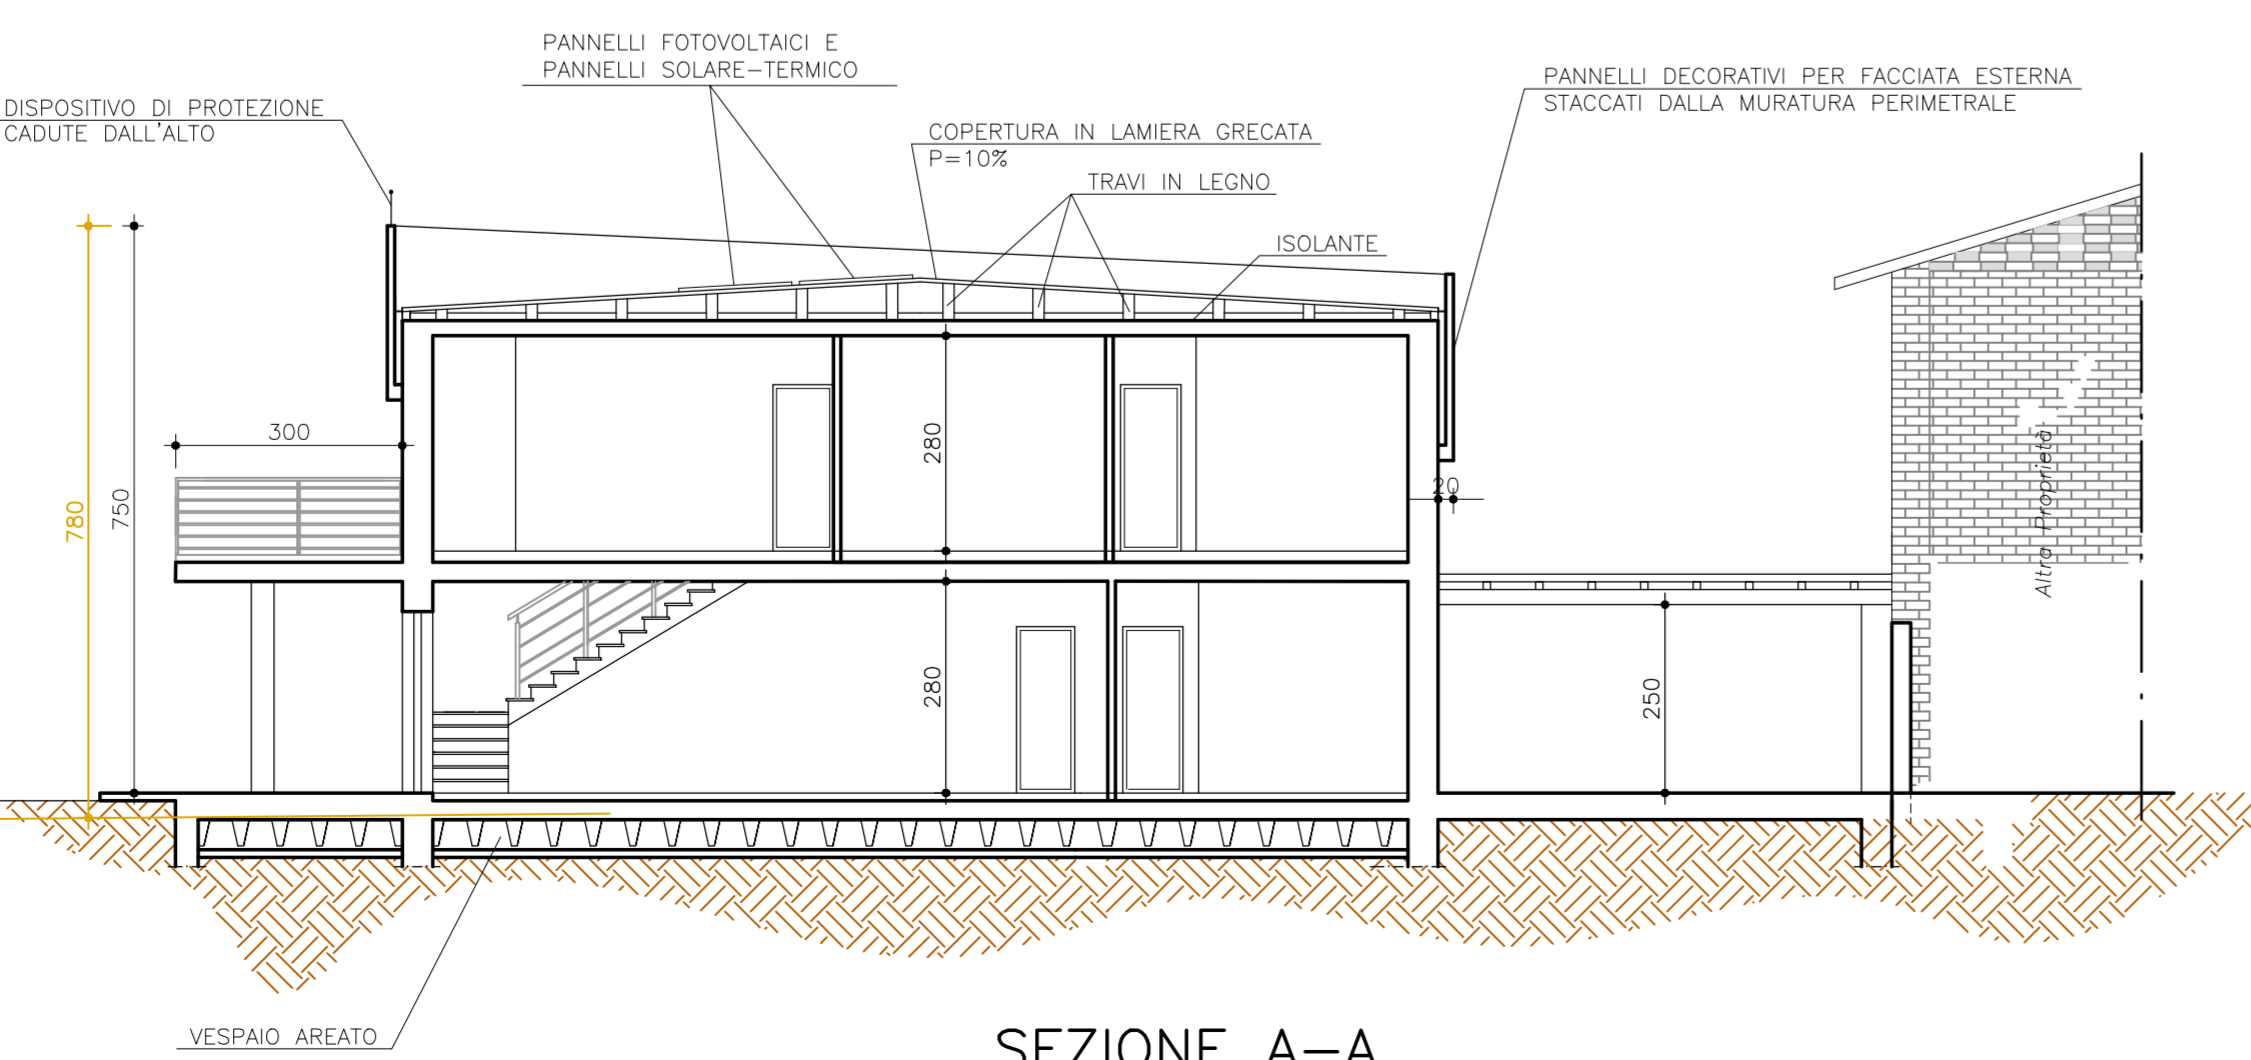 PANNELLI FOTOVOLTAICI E
PANNELLI SOLARE-TERMICO
PANNELLI DECORATIVI PER FACCIATA ESTERNA
STACCATI DALLA MURATURA PERIMETRALE
DISPOSITIVO DI PROTEZIONE
CADUTE DALL'ALTO
COPERTURA IN LAMIERA GRECATA
P=10%
TRAVI IN LEGNO
ISOLANTE
300
280
20
780
750
Altra Proprietà
280
250
VESPAIO AREATO
SEZIONE A-A